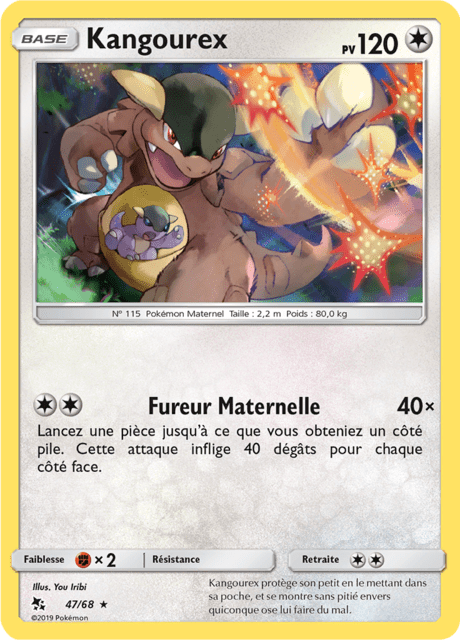 BASE Kangourex PV 120
N° 115 Pokémon Maternel Taille : 2,2 m Poids : 80,0 kg
Fureur Maternelle 40×
Lancez une pièce jusqu'à ce que vous obteniez un côté
pile. Cette attaque inflige 40 dégâts pour chaque
côté face.
Faiblesse ×2 Résistance Retraite
Illus. You Iribi
47/68 ★
©2019 Pokémon
Kangourex protège son petit en le mettant dans
sa poche, et se montre sans pitié envers
quiconque ose lui faire du mal.